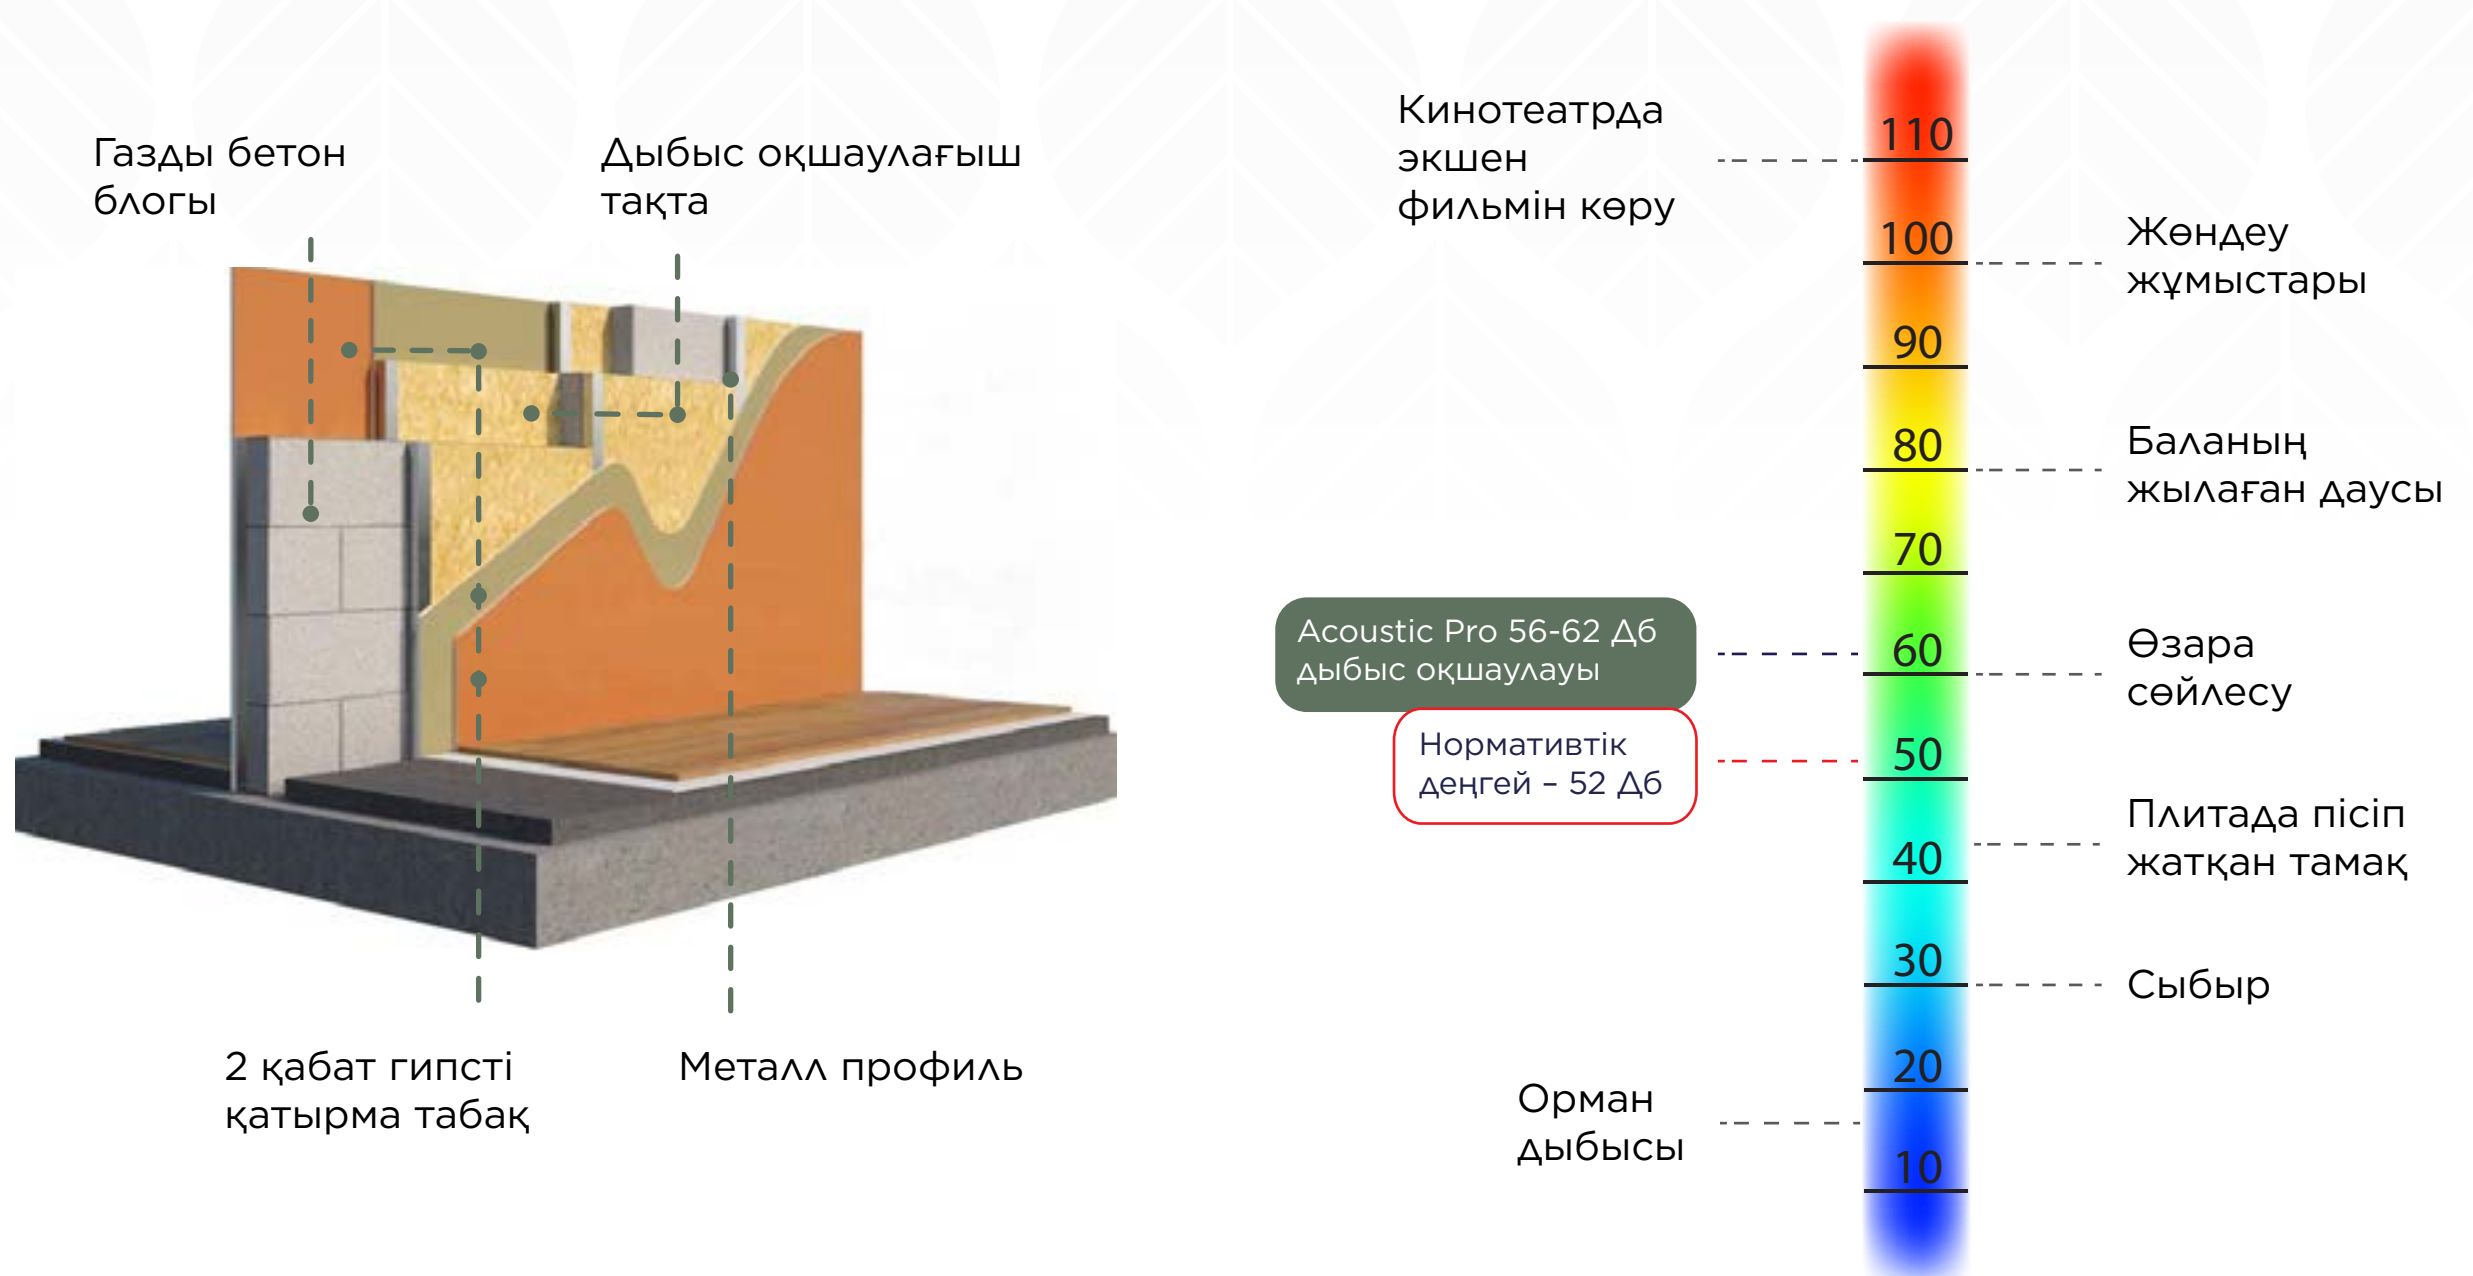 Газды бетон
блогы
Дыбыс оқшаулағыш
тақта
2 қабат гипсті
қатырма табақ
Металл профиль
Кинотеатрда
экшен
фильмін көру
Acoustic Pro 56-62 Дб
дыбыс оқшаулауы
Нормативтік
деңгей – 52 Дб
Орман
дыбысы
110
100
90
80
70
60
50
40
30
20
10
Жөндеу
жұмыстары
Баланың
жылаған даусы
Өзара
сөйлесу
Плитада пісіп
жатқан тамақ
Сыбыр